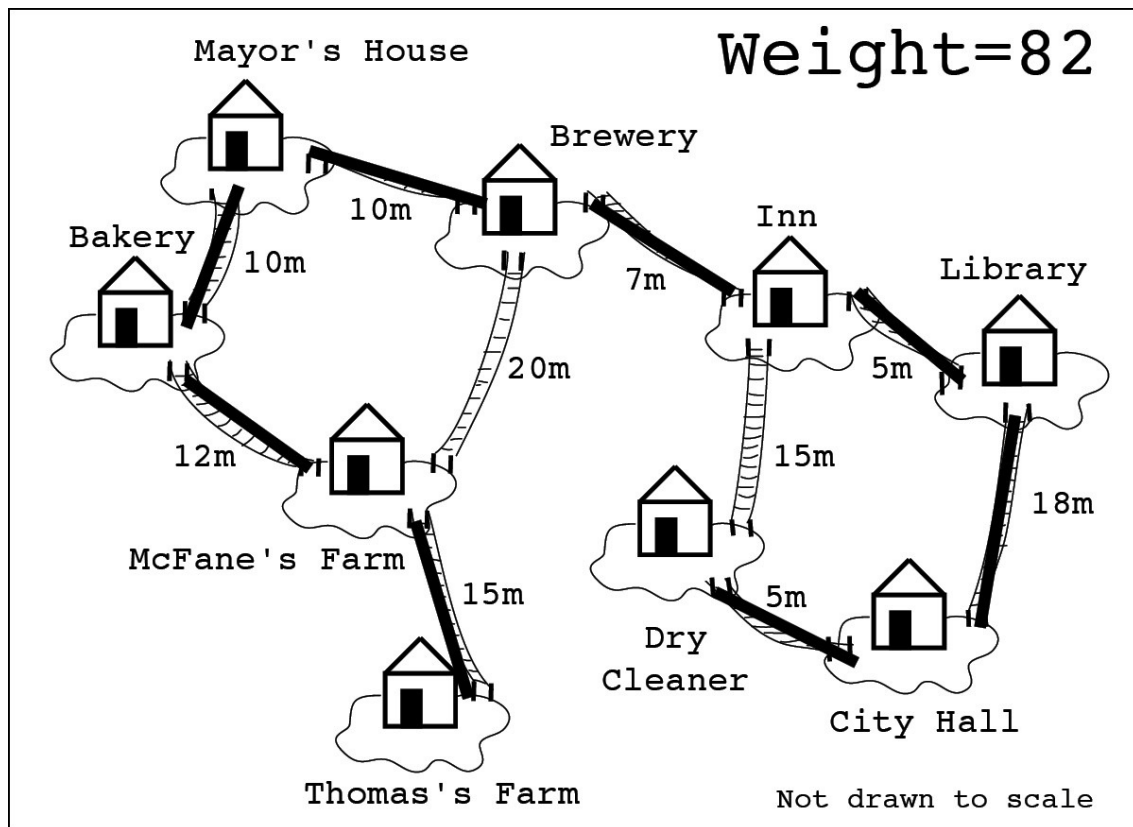 Mayor's House
Weight=82
Brewery
10m
Inn
Bakery
10m
7m
Library
20m
5m
12m
15m
18m
McFane's Farm
15m
5m
Dry
Cleaner
City Hall
Thomas's Farm
Not drawn to scale